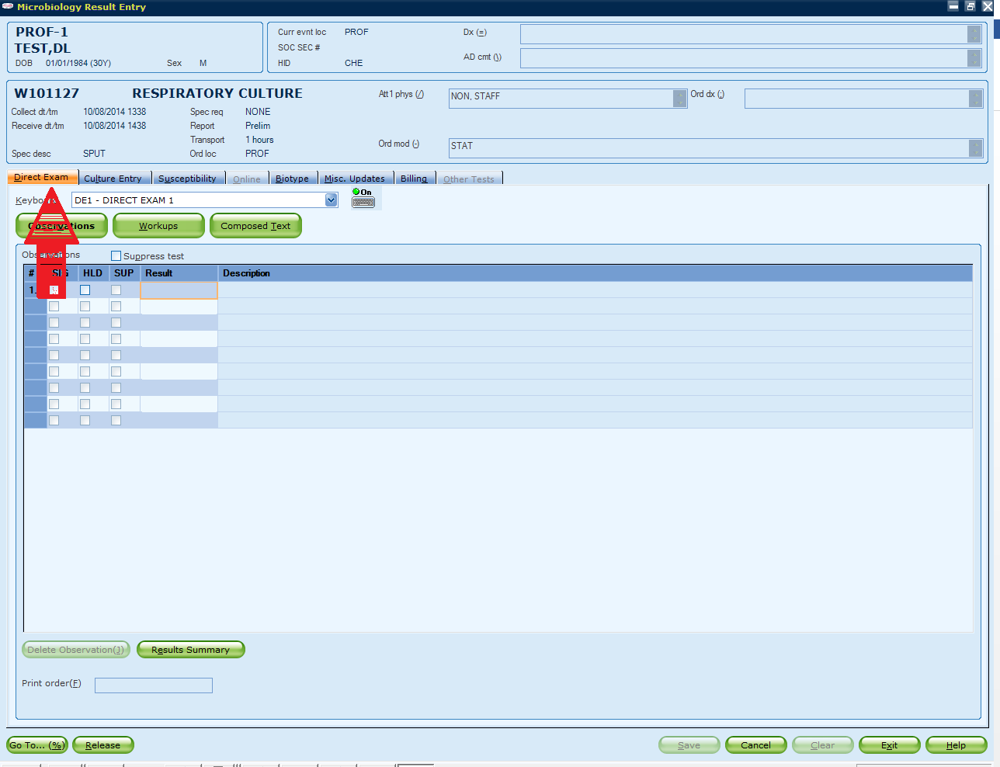 Microbiology Result Entry
PROF-1
TEST,DL
DOB 01/01/1984 (30Y) Sex M
Curr evnt loc PROF
SOC SEC #
HID CHE
Dx (=)
AD cmt (\)
W101127 RESPIRATORY CULTURE
Collect dt/tm 10/08/2014 1338 Spec req NONE
Receive dt/tm 10/08/2014 1438 Report Prelim
Transport 1 hours
Spec desc SPUT Ord loc PROF
Att1 phys (/) NON, STAFF Ord dx (;)
Ord mod (-) STAT
Direct Exam Culture Entry Susceptibility Online Biotype Misc. Updates Billing Other Tests
DE1 - DIRECT EXAM 1 On
Observations Workups Composed Text
Observations Suppress test
# SIG HLD SUP Result Description
1.
Delete Observation(J) Results Summary
Print order(F)
Go To... (%) Release Save Cancel Clear Exit Help